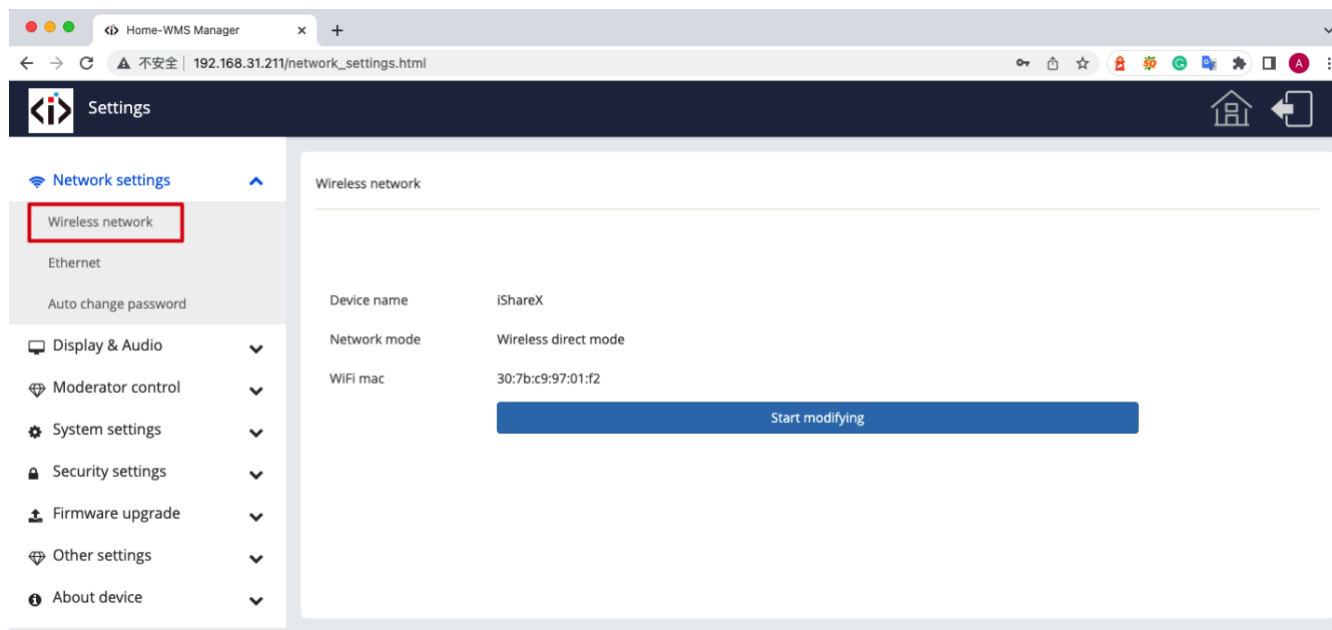 Home-WMS Manager
不安全 192.168.31.211/network_settings.html
A
Settings
Network settings
Wireless network
Ethernet
Auto change password
Display & Audio
Moderator control
System settings
Security settings
Firmware upgrade
Other settings
About device
Wireless network
Device name iShareX
Network mode Wireless direct mode
WiFi mac 30:7b:c9:97:01:f2
Start modifying